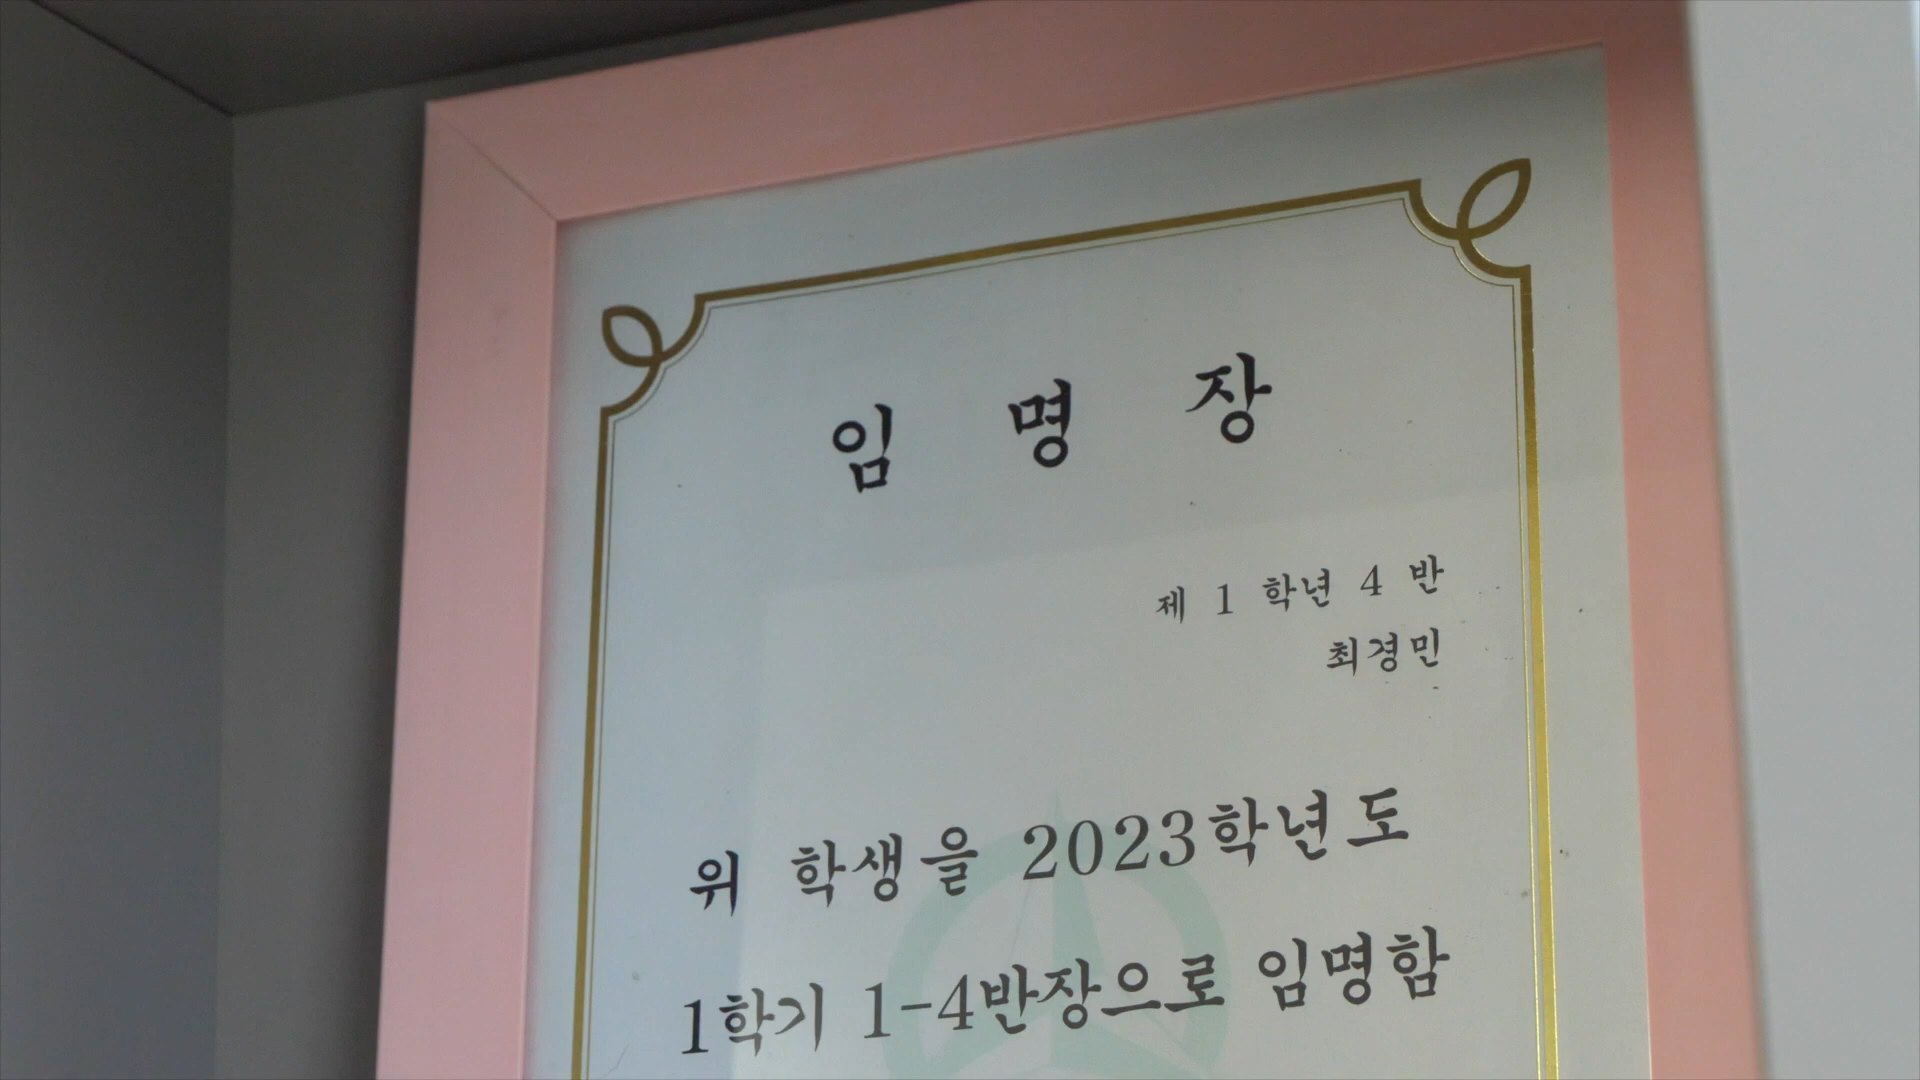 임 명 장
제 1 학년 4 반
최경민
위 학생을 2023학년도
1학기 1-4반장으로 임명함